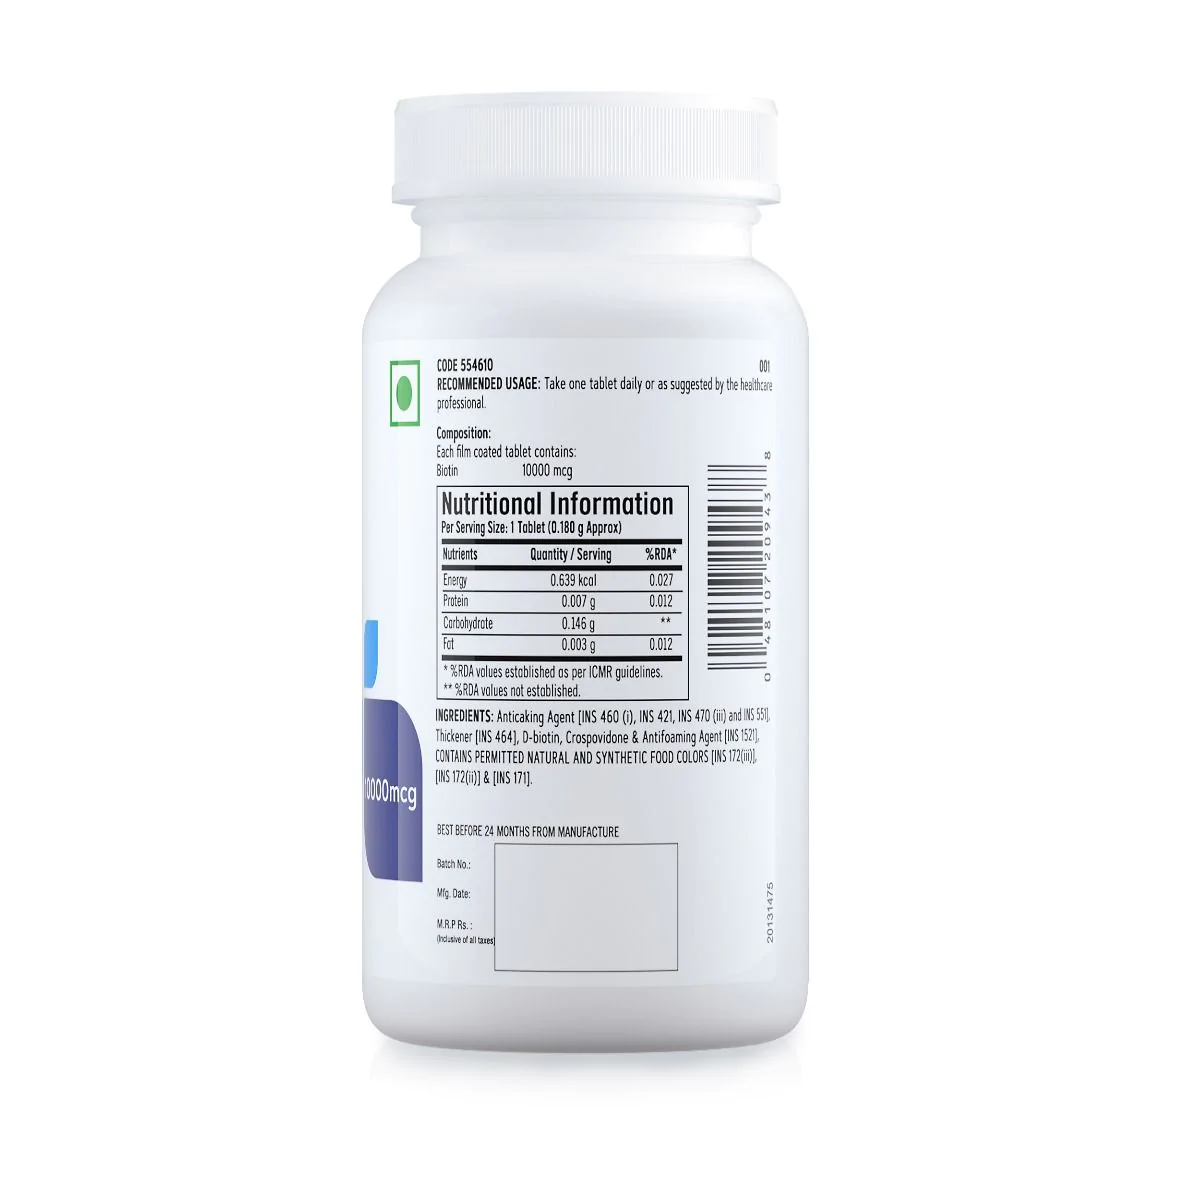 CODE 554610 001
RECOMMENDED USAGE: Take one tablet daily or as suggested by the healthcare
professional.
Composition:
Each film coated tablet contains:
Biotin 10000 mcg
Nutritional Information
Per Serving Size: 1 Tablet (0.180 g Approx)
Nutrients Quantity / Serving %RDA*
Energy 0.639 kcal 0.027
Protein 0.007 g 0.012
Carbohydrate 0.146 g **
Fat 0.003 g 0.012
* %RDA values established as per ICMR guidelines.
** %RDA values not established.
INGREDIENTS: Anticaking Agent [INS 460 (i), INS 421, INS 470 (iii) and INS 551],
Thickener [INS 464], D-biotin, Crospovidone & Antifoaming Agent [INS 1521],
CONTAINS PERMITTED NATURAL AND SYNTHETIC FOOD COLORS [INS 172(iii)],
[INS 172(ii)] & [INS 171].
BEST BEFORE 24 MONTHS FROM MANUFACTURE
Batch No.:
Mfg. Date:
M.R.P Rs. :
(Inclusive of all taxes)
10000mcg
0 48107 20943 8
20131475